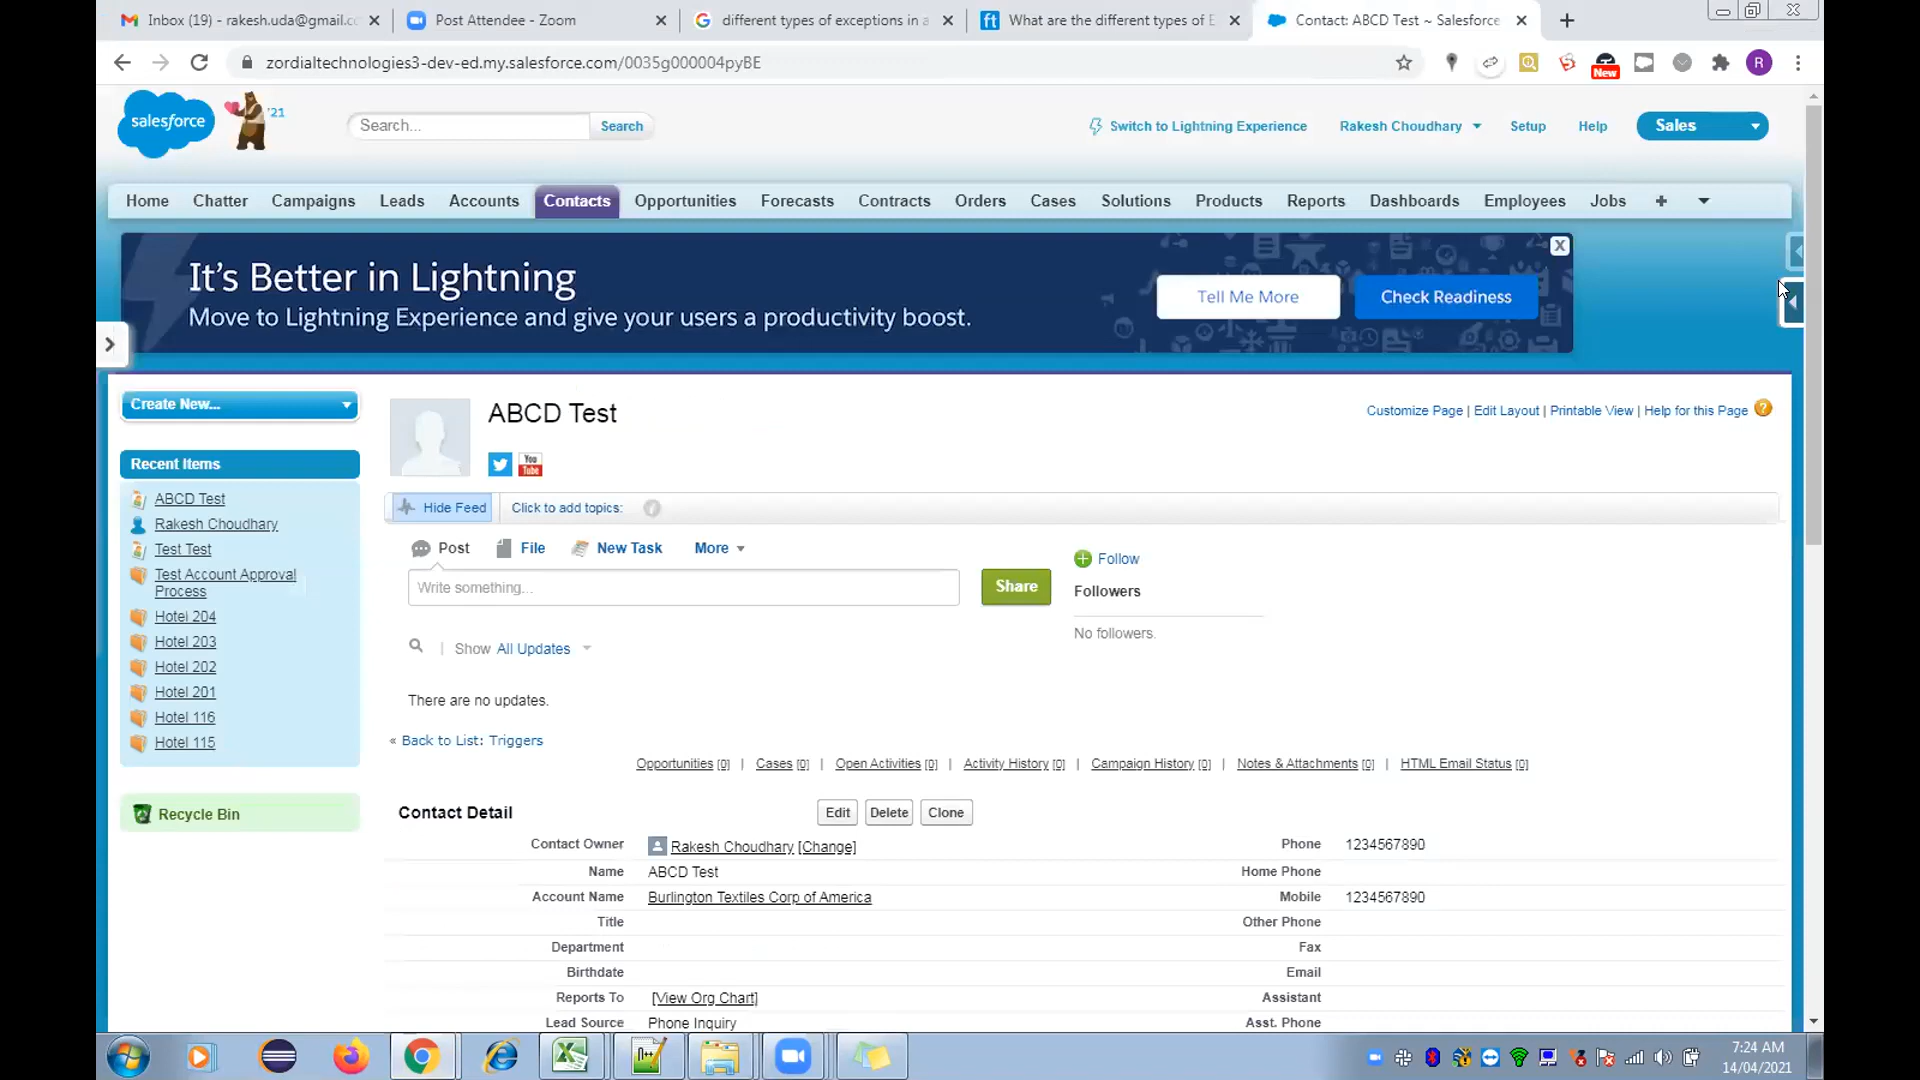 Inbox (19) - rakesh.uda@gmail.co
Post Attendee - Zoom
different types of exceptions in a
What are the different types of E
Contact: ABCD Test ~ Salesforce
zordialtechnologies3-dev-ed.my.salesforce.com/0035g000004pyBE
New
R
salesforce
'21
Search...
Search
Switch to Lightning Experience
Rakesh Choudhary
Setup
Help
Sales
Home Chatter Campaigns Leads Accounts Contacts Opportunities Forecasts Contracts Orders Cases Solutions Products Reports Dashboards Employees Jobs +
It's Better in Lightning
Move to Lightning Experience and give your users a productivity boost.
Tell Me More
Check Readiness
X
Create New...
Recent Items
ABCD Test
Rakesh Choudhary
Test Test
Test Account Approval
Process
Hotel 204
Hotel 203
Hotel 202
Hotel 201
Hotel 116
Hotel 115
Recycle Bin
ABCD Test
Customize Page | Edit Layout | Printable View | Help for this Page ?
You
Tube
Hide Feed
Click to add topics:
Post File New Task More
Write something...
Share
Follow
Followers
No followers.
Show All Updates
There are no updates.
« Back to List: Triggers
Opportunities [0] | Cases [0] | Open Activities [0] | Activity History [0] | Campaign History [0] | Notes & Attachments [0] | HTML Email Status [0]
Contact Detail
Edit Delete Clone
Contact Owner Rakesh Choudhary [Change] Phone 1234567890
Name ABCD Test Home Phone
Account Name Burlington Textiles Corp of America Mobile 1234567890
Title Other Phone
Department Fax
Birthdate Email
Reports To [View Org Chart] Assistant
Lead Source Phone Inquiry Asst. Phone
7:24 AM
14/04/2021